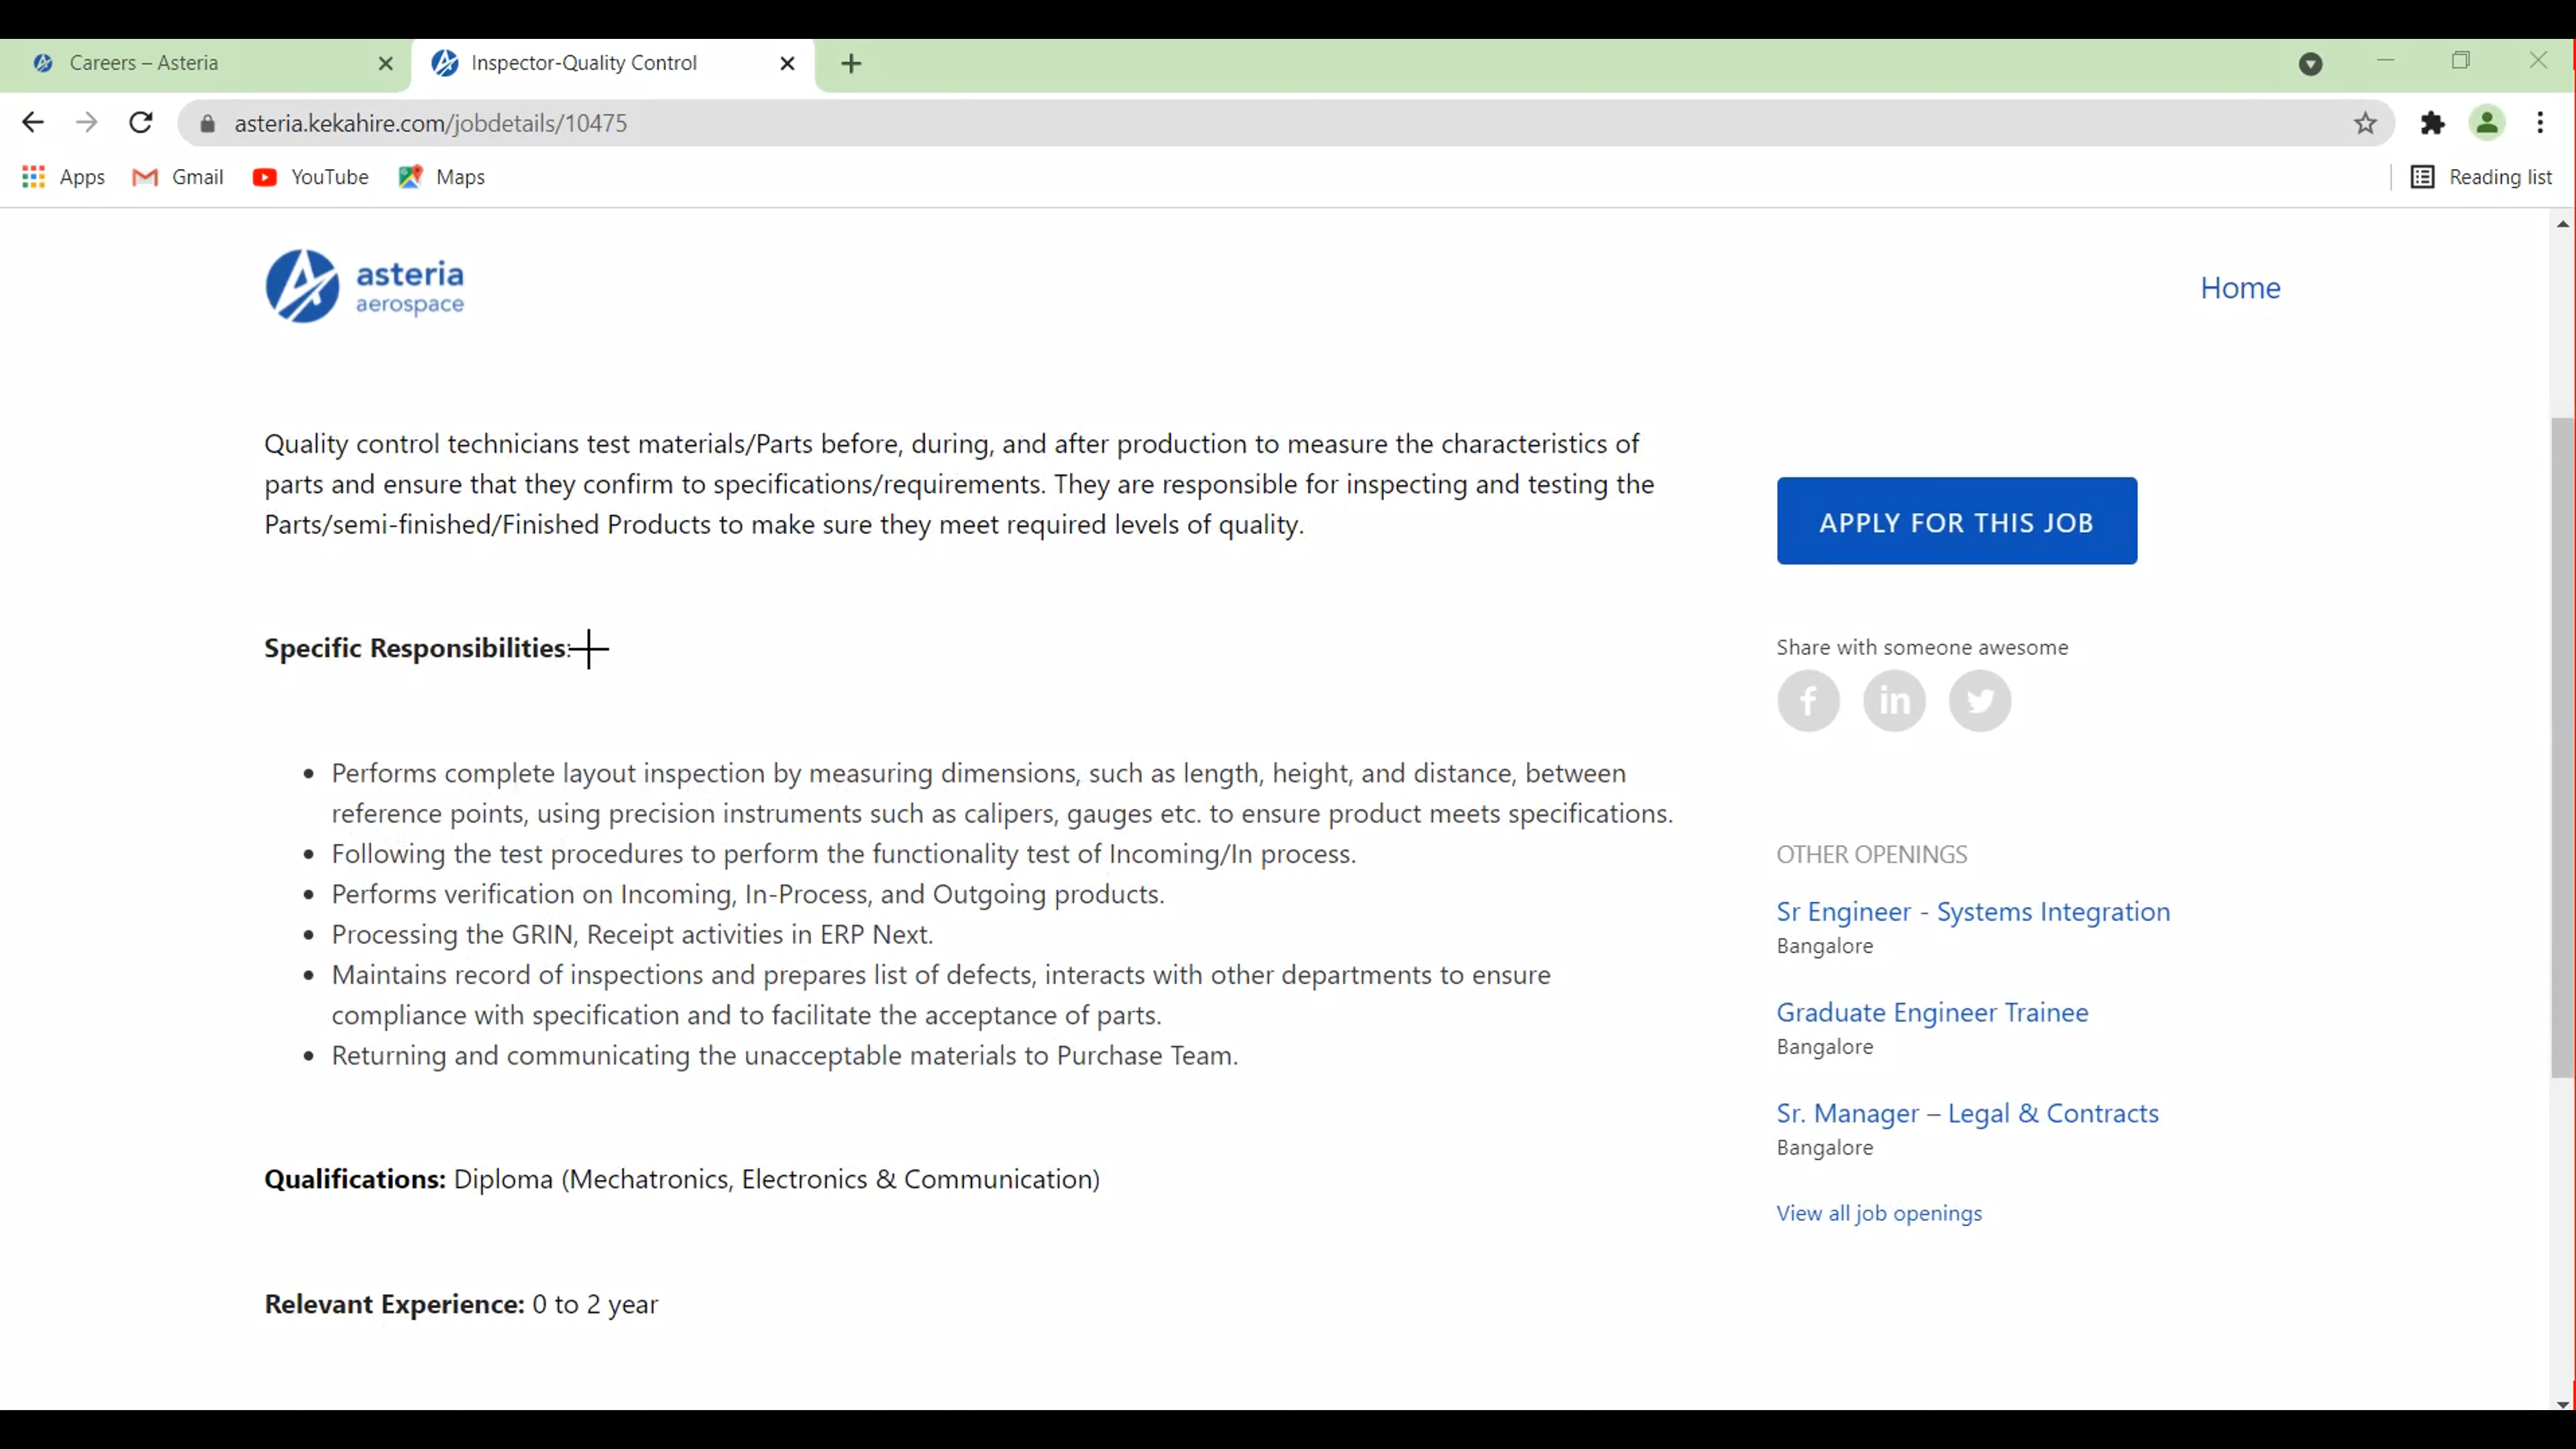 Careers – Asteria
Inspector-Quality Control
asteria.kekahire.com/jobdetails/10475
Apps
Gmail
YouTube
Maps
Reading list
asteria
aerospace
Home
Quality control technicians test materials/Parts before, during, and after production to measure the characteristics of
parts and ensure that they confirm to specifications/requirements. They are responsible for inspecting and testing the
Parts/semi-finished/Finished Products to make sure they meet required levels of quality.
Specific Responsibilities:
Performs complete layout inspection by measuring dimensions, such as length, height, and distance, between
reference points, using precision instruments such as calipers, gauges etc. to ensure product meets specifications.
Following the test procedures to perform the functionality test of Incoming/In process.
Performs verification on Incoming, In-Process, and Outgoing products.
Processing the GRIN, Receipt activities in ERP Next.
Maintains record of inspections and prepares list of defects, interacts with other departments to ensure
compliance with specification and to facilitate the acceptance of parts.
Returning and communicating the unacceptable materials to Purchase Team.
Qualifications: Diploma (Mechatronics, Electronics & Communication)
Relevant Experience: 0 to 2 year
APPLY FOR THIS JOB
Share with someone awesome
f
in
OTHER OPENINGS
Sr Engineer - Systems Integration
Bangalore
Graduate Engineer Trainee
Bangalore
Sr. Manager – Legal & Contracts
Bangalore
View all job openings